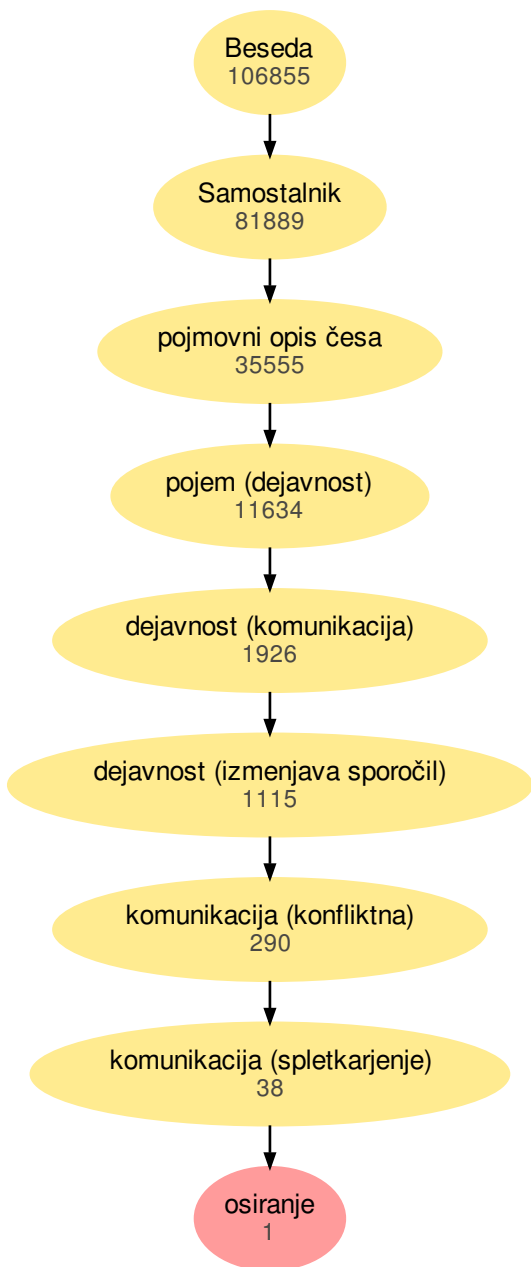 Beseda
106855
Samostalnik
81889
pojmovni opis česa
35555
pojem (dejavnost)
11634
dejavnost (komunikacija)
1926
dejavnost (izmenjava sporočil)
1115
komunikacija (konfliktna)
290
komunikacija (spletkarjenje)
38
osiranje
1